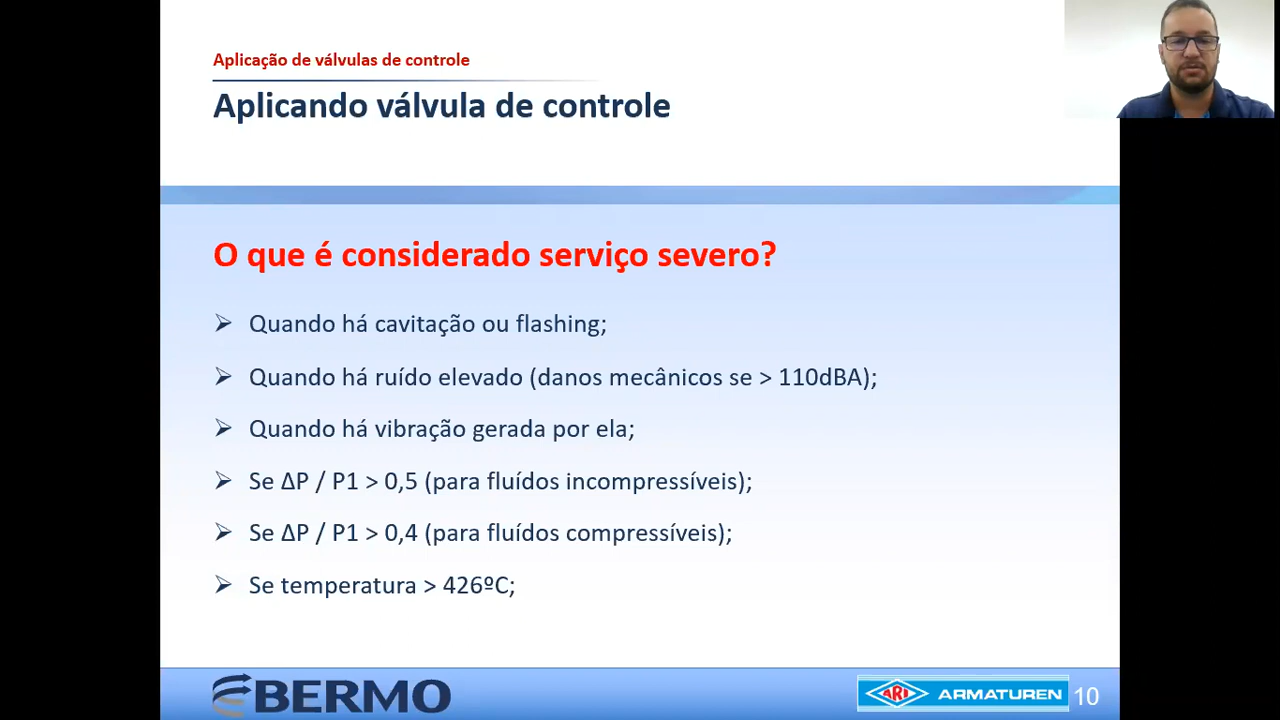 Aplicação de válvulas de controle
Aplicando válvula de controle
O que é considerado serviço severo?
Quando há cavitação ou flashing;
Quando há ruído elevado (danos mecânicos se > 110dBA);
Quando há vibração gerada por ela;
Se ΔP / P1 > 0,5 (para fluídos incompressíveis);
Se ΔP / P1 > 0,4 (para fluídos compressíveis);
Se temperatura > 426ºC;
BERMO
ARI ARMATUREN 10